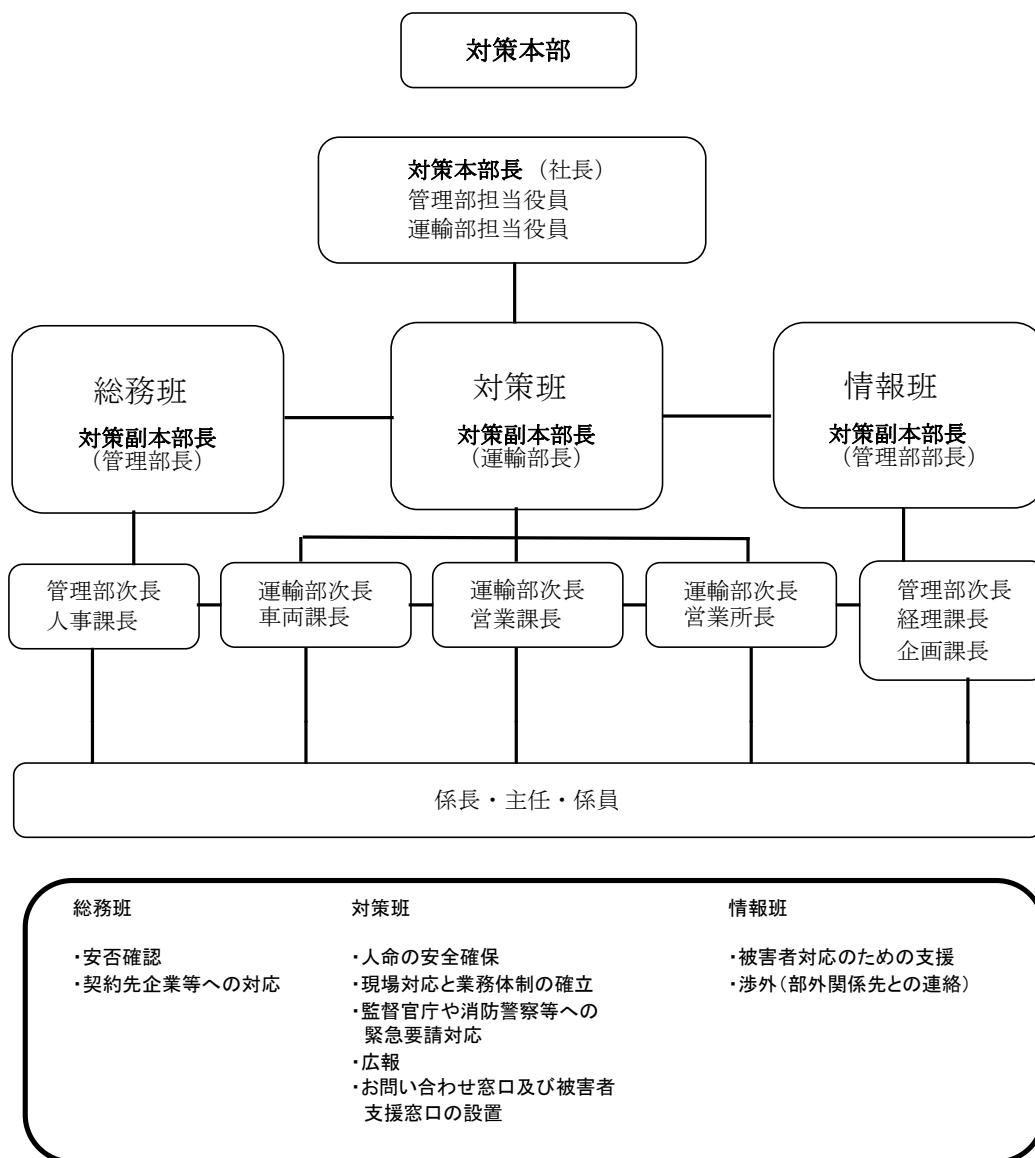 対策本部
対策本部長（社長）
管理部担当役員
運輸部担当役員
総務班
対策副本部長
（管理部長）
対策班
対策副本部長
（運輸部長）
情報班
対策副本部長
（管理部部長）
管理部次長
人事課長
運輸部次長
車両課長
運輸部次長
営業課長
運輸部次長
営業所長
管理部次長
経理課長
企画課長
係長・主任・係員
総務班
・安否確認
・契約先企業等への対応
対策班
・人命の安全確保
・現場対応と業務体制の確立
・監督官庁や消防警察等への
緊急要請対応
・広報
・お問い合わせ窓口及び被害者
支援窓口の設置
情報班
・被害者対応のための支援
・渉外（部外関係先との連絡）